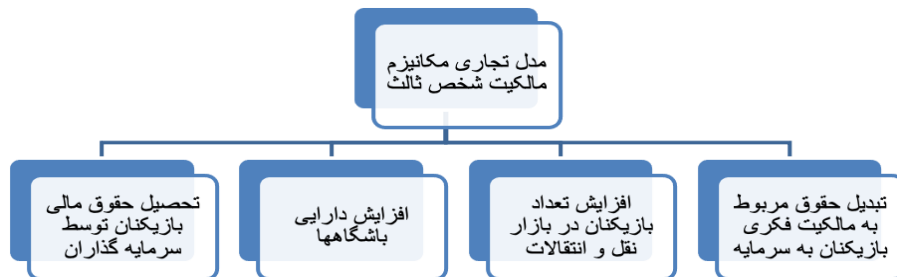 مدل تجاری مکانیزم
مالکیت شخص ثالث
تبدیل حقوق مربوط
به مالکیت فکری
بازیکنان به سرمایه
افزایش تعداد
بازیکنان در بازار
نقل و انتقالات
افزایش دارایی
باشگاهها
تحصیل حقوق مالی
بازیکنان توسط
سرمایه گذاران